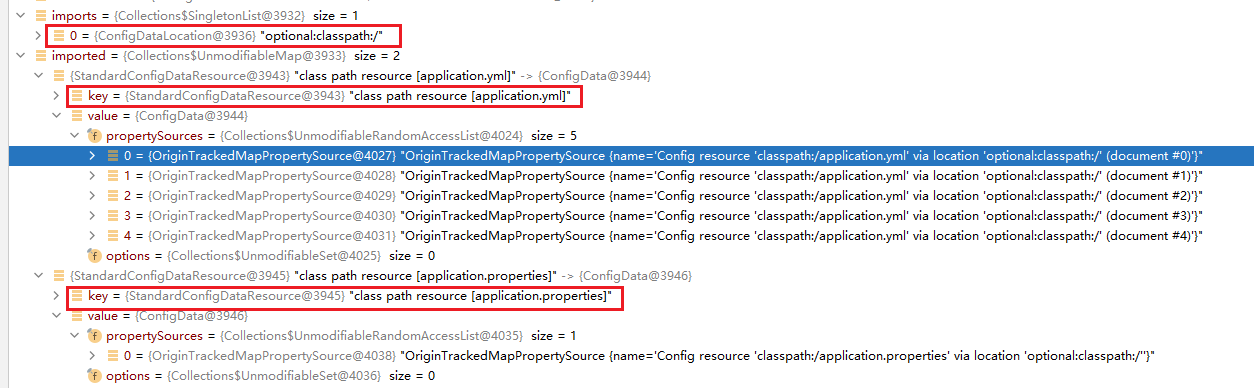 imports = {Collections$SingletonList@3932} size = 1
0 = {ConfigDataLocation@3936} "optional:classpath:/"
imported = {Collections$UnmodifiableMap@3933} size = 2
{StandardConfigDataResource@3943} "class path resource [application.yml]" -> {ConfigData@3944}
key = {StandardConfigDataResource@3943} "class path resource [application.yml]"
value = {ConfigData@3944}
f propertySources = {Collections$UnmodifiableRandomAccessList@4024} size = 5
0 = {OriginTrackedMapPropertySource@4027} "OriginTrackedMapPropertySource {name='Config resource 'classpath:/application.yml' via location 'optional:classpath:/' (document #0)'}"
1 = {OriginTrackedMapPropertySource@4028} "OriginTrackedMapPropertySource {name='Config resource 'classpath:/application.yml' via location 'optional:classpath:/' (document #1)'}"
2 = {OriginTrackedMapPropertySource@4029} "OriginTrackedMapPropertySource {name='Config resource 'classpath:/application.yml' via location 'optional:classpath:/' (document #2)'}"
3 = {OriginTrackedMapPropertySource@4030} "OriginTrackedMapPropertySource {name='Config resource 'classpath:/application.yml' via location 'optional:classpath:/' (document #3)'}"
4 = {OriginTrackedMapPropertySource@4031} "OriginTrackedMapPropertySource {name='Config resource 'classpath:/application.yml' via location 'optional:classpath:/' (document #4)'}"
f options = {Collections$UnmodifiableSet@4025} size = 0
{StandardConfigDataResource@3945} "class path resource [application.properties]" -> {ConfigData@3946}
key = {StandardConfigDataResource@3945} "class path resource [application.properties]"
value = {ConfigData@3946}
f propertySources = {Collections$UnmodifiableRandomAccessList@4035} size = 1
0 = {OriginTrackedMapPropertySource@4038} "OriginTrackedMapPropertySource {name='Config resource 'classpath:/application.properties' via location 'optional:classpath:/''}"
f options = {Collections$UnmodifiableSet@4036} size = 0